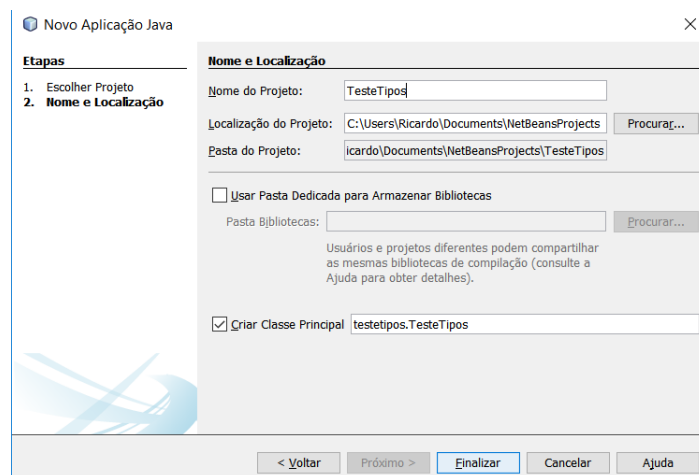 Novo Aplicação Java
Etapas
1. Escolher Projeto
2. Nome e Localização
Nome e Localização
Nome do Projeto: TesteTipos
Localização do Projeto: C:\Users\Ricardo\Documents\NetBeansProjects Procurar...
Pasta do Projeto: icardo\Documents\NetBeansProjects\TesteTipos
Usar Pasta Dedicada para Armazenar Bibliotecas
Pasta Bibliotecas: Procurar...
Usuários e projetos diferentes podem compartilhar
as mesmas bibliotecas de compilação (consulte a
Ajuda para obter detalhes).
Criar Classe Principal testetipos.TesteTipos
< Voltar Próximo > Finalizar Cancelar Ajuda